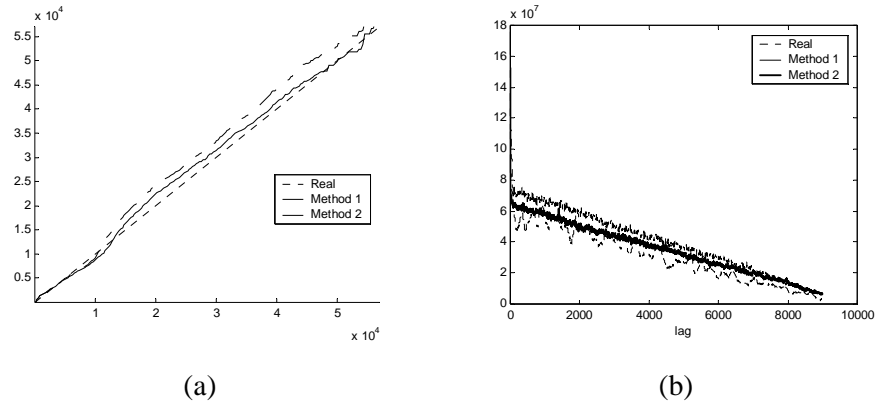 x 10^4
5.5
5
4.5
4
3.5
3
2.5
2
1.5
1
0.5
Real
Method 1
Method 2
1 2 3 4 5
x 10^4
(a)
x 10^7
18
16
14
12
10
8
6
4
2
0
Real
Method 1
Method 2
0 2000 4000 6000 8000 10000
lag
(b)